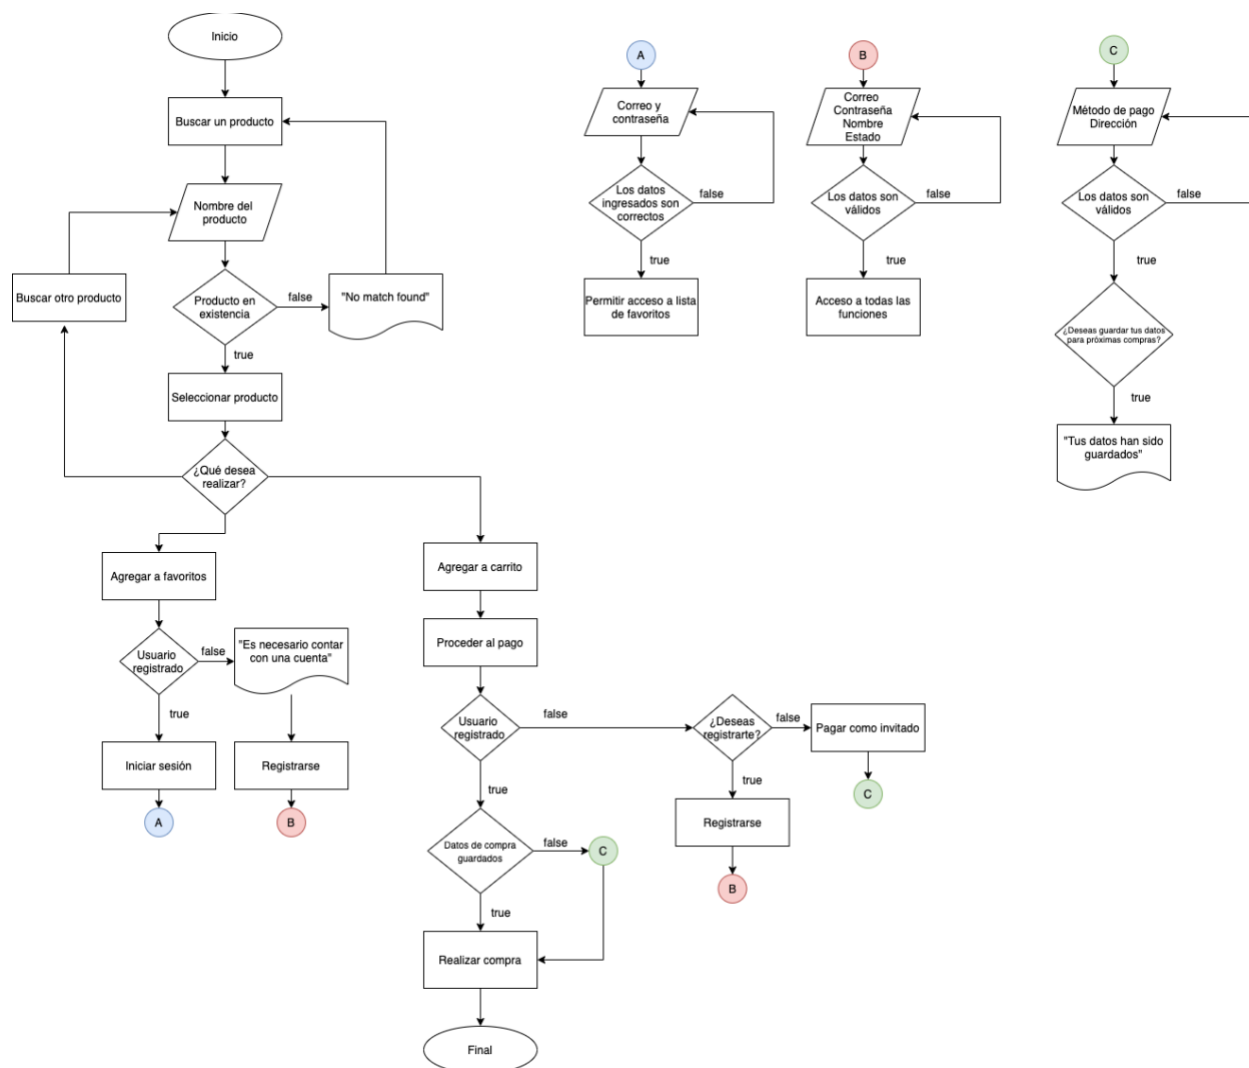 Inicio
Buscar un producto
Nombre del
producto
Buscar otro producto
Producto en
existencia
false
"No match found"
true
Seleccionar producto
¿Qué desea
realizar?
Agregar a favoritos
Usuario
registrado
false
"Es necesario contar
con una cuenta"
true
Iniciar sesión
Registrarse
A
B
Agregar a carrito
Proceder al pago
Usuario
registrado
false
¿Deseas
registrarte?
false
Pagar como invitado
C
true
Registrarse
B
true
Datos de compra
guardados
false
C
true
Realizar compra
Final
A
Correo y
contraseña
Los datos
ingresados son
correctos
false
true
Permitir acceso a lista
de favoritos
B
Correo
Contraseña
Nombre
Estado
Los datos son
válidos
false
true
Acceso a todas las
funciones
C
Método de pago
Dirección
Los datos son
válidos
false
true
¿Deseas guardar tus datos
para próximas compras?
true
"Tus datos han sido
guardados"